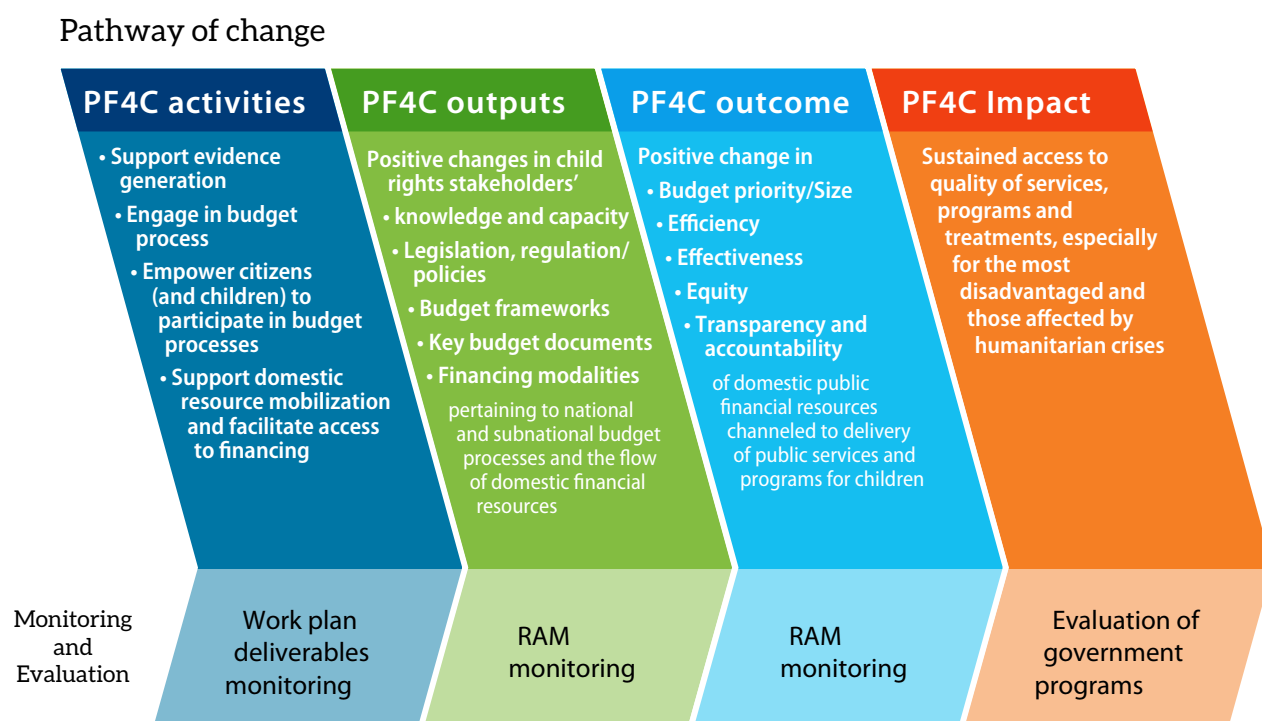 Pathway of change
PF4C activities
• Support evidence
generation
• Engage in budget
process
• Empower citizens
(and children) to
participate in budget
processes
• Support domestic
resource mobilization
and facilitate access
to financing
PF4C outputs
Positive changes in child
rights stakeholders’
• knowledge and capacity
• Legislation, regulation/
policies
• Budget frameworks
• Key budget documents
• Financing modalities
pertaining to national
and subnational budget
processes and the flow
of domestic financial
resources
PF4C outcome
Positive change in
• Budget priority/Size
• Efficiency
• Effectiveness
• Equity
• Transparency and
accountability
of domestic public
financial resources
channeled to delivery
of public services and
programs for children
PF4C Impact
Sustained access to
quality of services,
programs and
treatments, especially
for the most
disadvantaged and
those affected by
humanitarian crises
Monitoring
and
Evaluation
Work plan
deliverables
monitoring
RAM
monitoring
RAM
monitoring
Evaluation of
government
programs